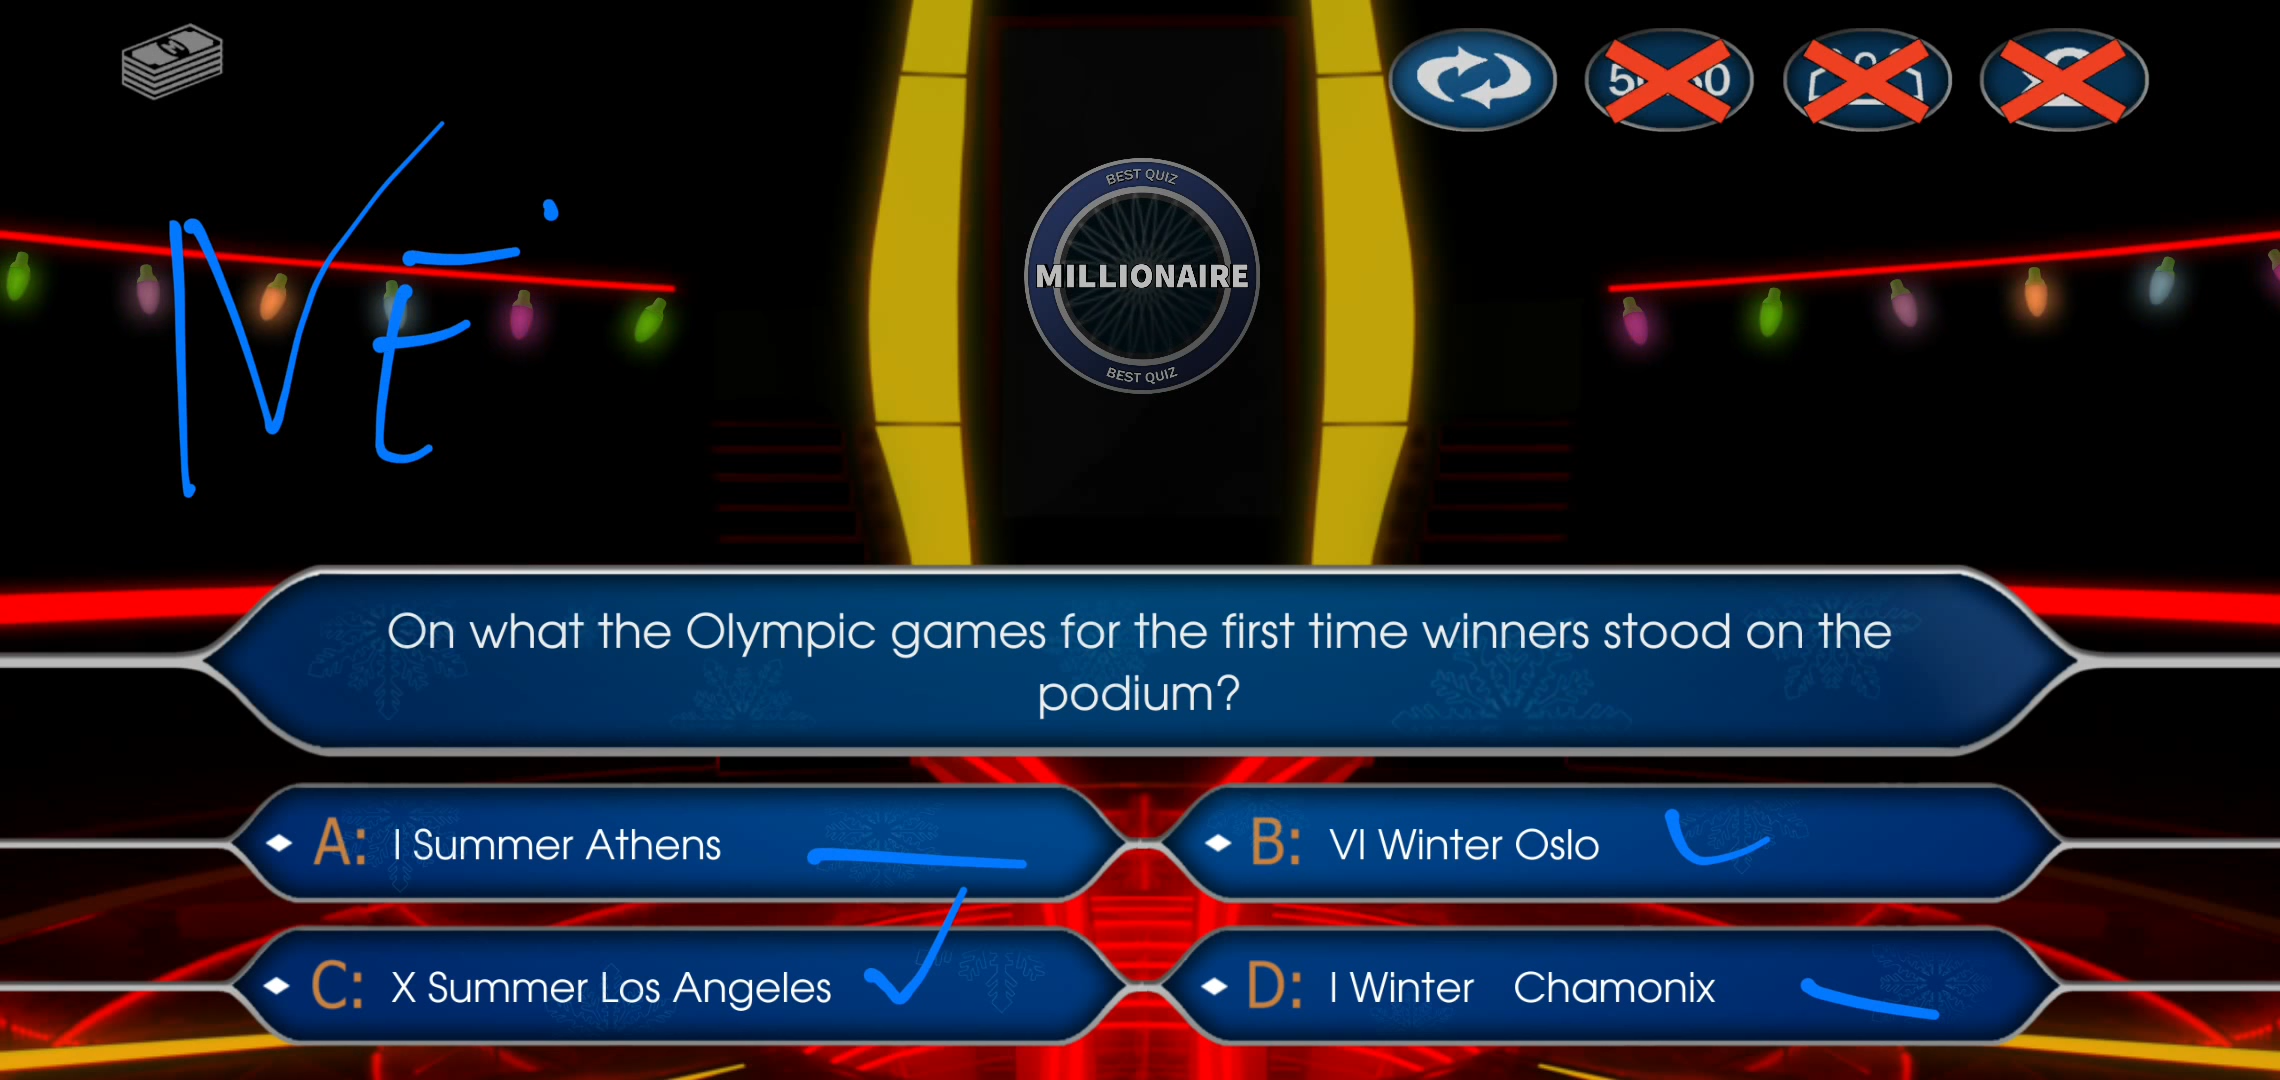 BEST QUIZ
MILLIONAIRE
BEST QUIZ
On what the Olympic games for the first time winners stood on the
podium?
A: I Summer Athens
B: VI Winter Oslo
C: X Summer Los Angeles
D: I Winter Chamonix